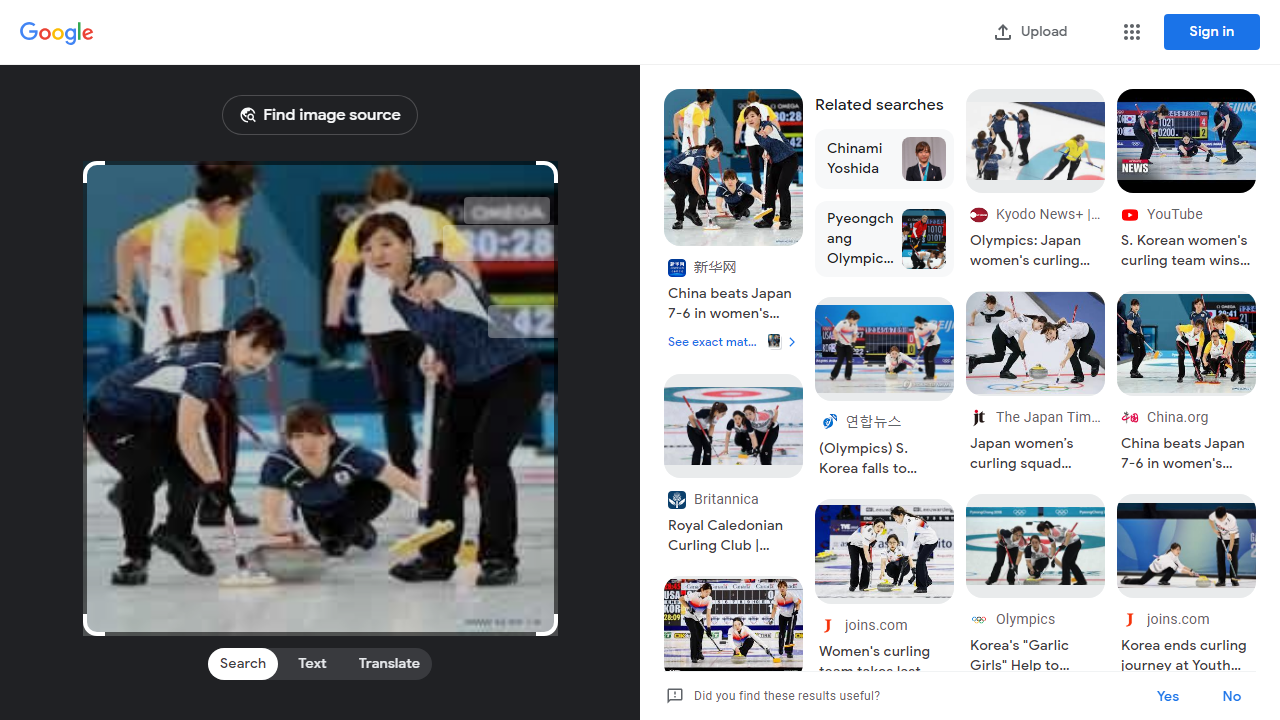 Google
Upload
Sign in
Find image source
OMEGA
30:28
42
Search
Text
Translate
新华网
China beats Japan
7-6 in women's...
See exact mat...
Britannica
Royal Caledonian
Curling Club |...
Related searches
Chinami
Yoshida
Pyeongch
ang
Olympic...
연합뉴스
(Olympics) S.
Korea falls to...
joins.com
Women's curling
team takes last
Kyodo News+ |...
Olympics: Japan
women's curling...
The Japan Tim...
Japan women's
curling squad...
Olympics
Korea's "Garlic
Girls" Help to...
NEWS
YouTube
S. Korean women's
curling team wins...
China.org
China beats Japan
7-6 in women's...
joins.com
Korea ends curling
journey at Youth...
Did you find these results useful?
Yes
No